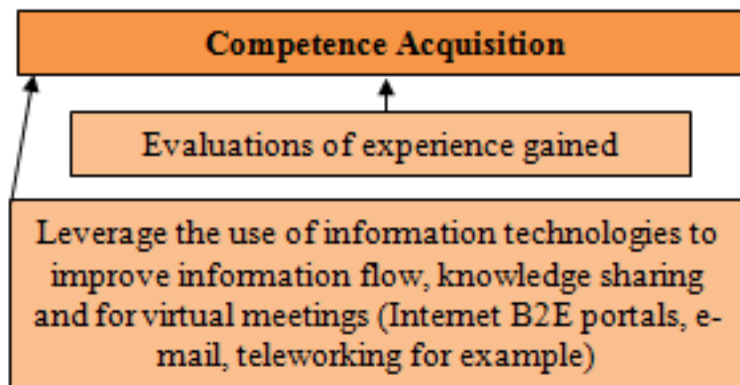 Competence Acquisition
Evaluations of experience gained
Leverage the use of information technologies to
improve information flow, knowledge sharing
and for virtual meetings (Internet B2E portals, e-
mail, teleworking for example)